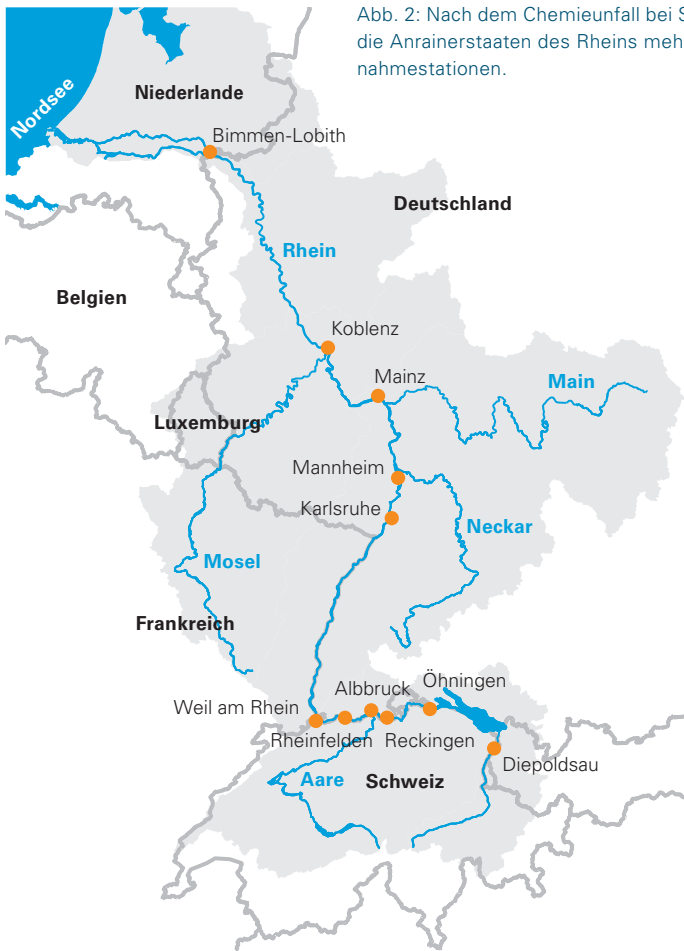 Abb. 2: Nach dem Chemieunfall bei S
die Anrainerstaaten des Rheins meh
nahmestationen.
Nordsee
Niederlande
Bimmen-Lobith
Deutschland
Rhein
Belgien
Koblenz
Mainz
Main
Luxemburg
Mannheim
Karlsruhe
Neckar
Mosel
Frankreich
Albbruck
Öhningen
Weil am Rhein
Rheinfelden
Reckingen
Diepoldsau
Aare
Schweiz